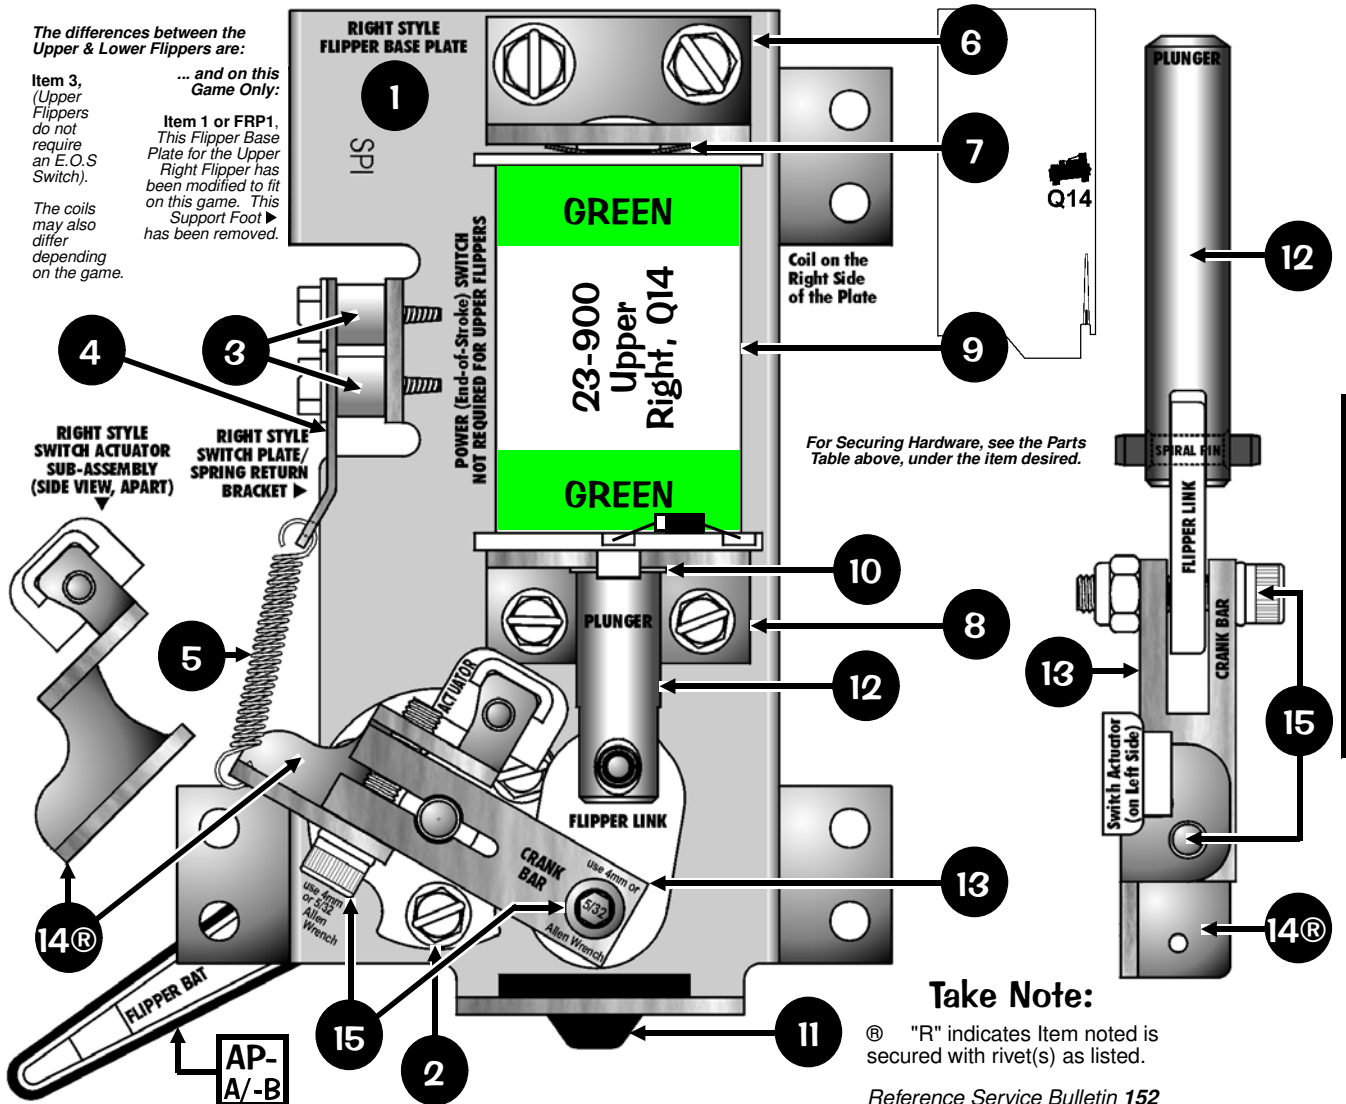 The differences between the
Upper & Lower Flippers are:
Item 3,
(Upper
Flippers
do not
require
an E.O.S
Switch).
The coils
may also
differ
depending
on the game.
... and on this
Game Only:
Item 1 or FRP1,
This Flipper Base
Plate for the Upper
Right Flipper has
been modified to fit
on this game. This
Support Foot ▶
has been removed.
RIGHT STYLE
FLIPPER BASE PLATE
1
SPI
6
7
Q14
PLUNGER
12
GREEN
23-900
Upper
Right, Q14
GREEN
POWER (End-of-Stroke) SWITCH
NOT REQUIRED FOR UPPER FLIPPERS
Coil on the
Right Side
of the Plate
9
4
3
RIGHT STYLE
SWITCH ACTUATOR
SUB-ASSEMBLY
(SIDE VIEW, APART)
▼
RIGHT STYLE
SWITCH PLATE/
SPRING RETURN
BRACKET ▶
For Securing Hardware, see the Parts
Table above, under the item desired.
SPIRAL PIN
FLIPPER LINK
CRANK BAR
10
8
PLUNGER
5
12
13
15
ACTUATOR
Switch Actuator
(on Left Side)
FLIPPER LINK
CRANK
BAR
use 4mm or
5/32
Allen Wrench
13
use 4mm
or 5/32
Allen
Wrench
14®
14®
FLIPPER BAT
AP-
A/-B
15
2
11
Take Note:
® "R" indicates Item noted is
secured with rivet(s) as listed.
Reference Service Bulletin 152